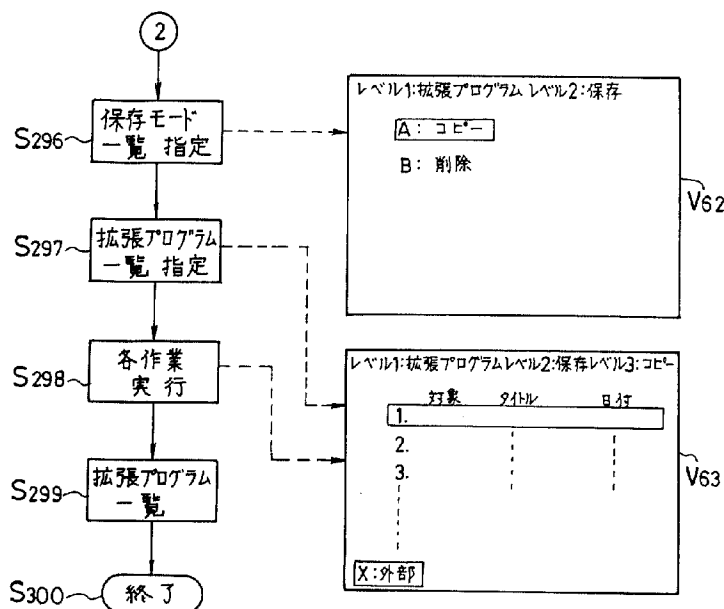 2
S296
保存モード
一覧 指定
S297
拡張プログラム
一覧 指定
S298
各作業
実行
S299
拡張プログラム
一覧
S300
終了
レベル1:拡張プログラム レベル2:保存
A: コピー
B: 削除
V62
レベル1:拡張プログラムレベル2:保存レベル3:コピー
対象 タイトル 日付
1.
2.
3.
X:外部
V63